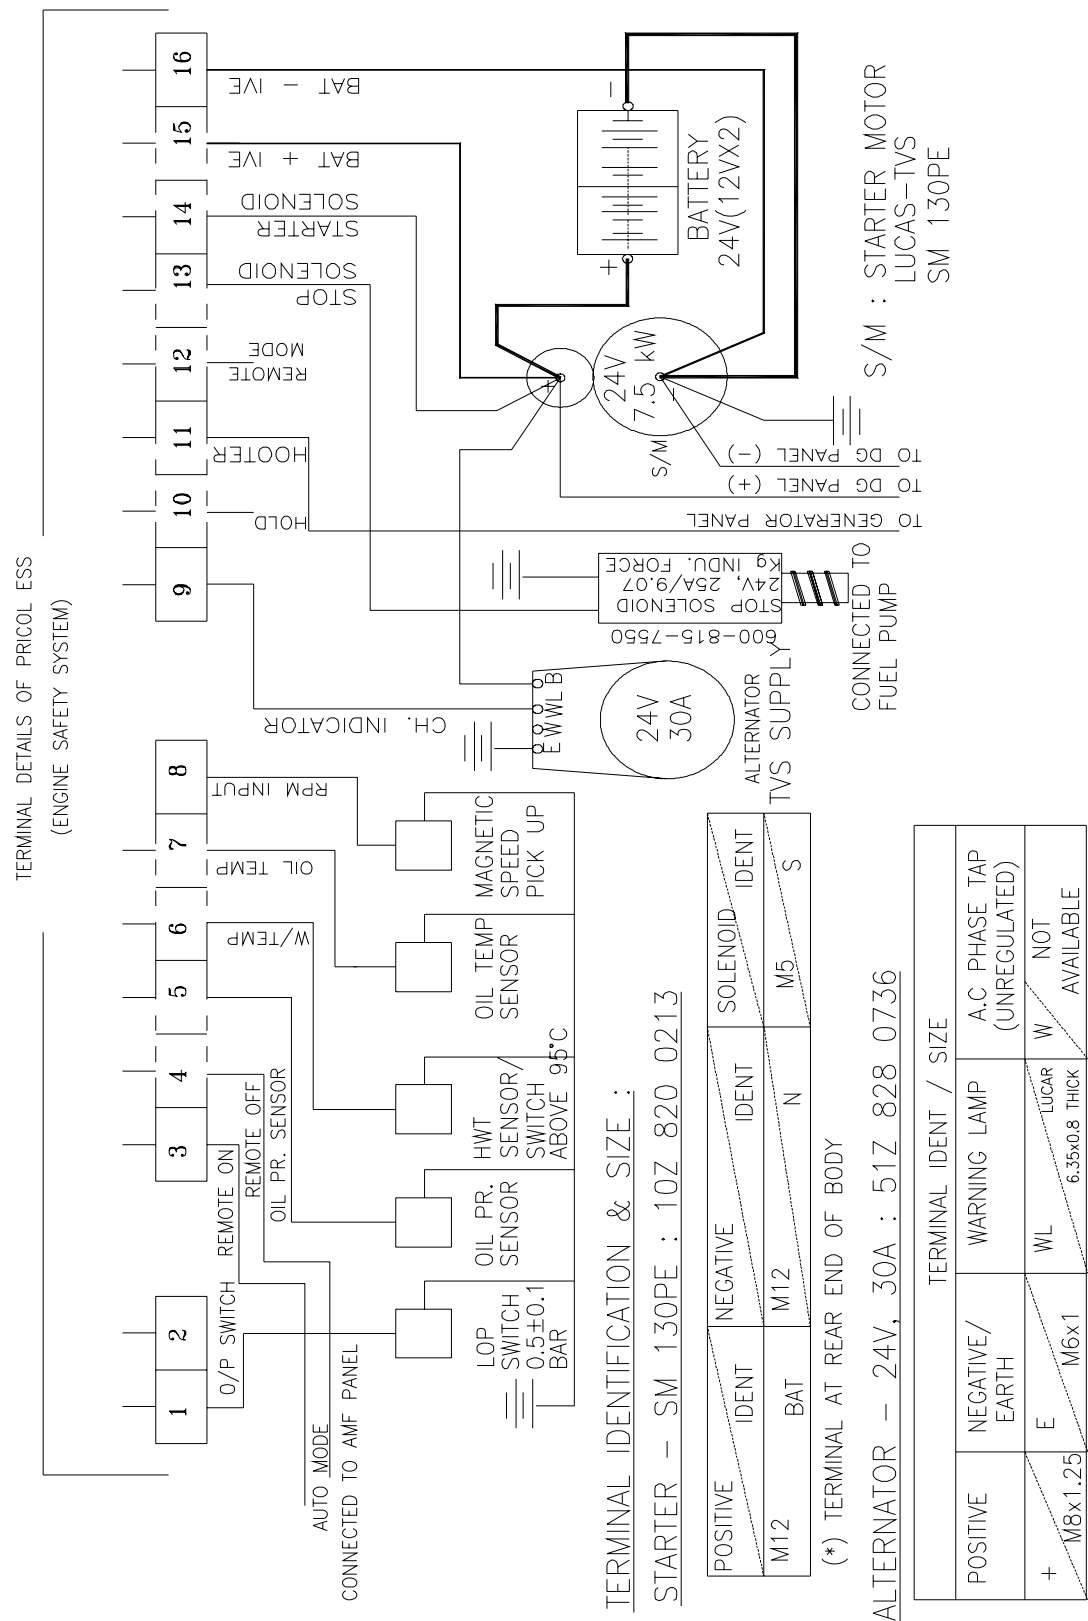 TERMINAL DETAILS OF PRICOL ESS
(ENGINE SAFETY SYSTEM)
1
2
3
4
5
6
7
8
9
10
11
12
13
14
15
16
O/P SWITCH
REMOTE ON
REMOTE OFF
OIL PR. SENSOR
W/TEMP
OIL TEMP
RPM INPUT
CH. INDICATOR
HOLD
HOOTER
REMOTE
MODE
STOP
SOLENOID
STARTER
SOLENOID
BAT + IVE
BAT - IVE
AUTO MODE
CONNECTED TO AMF PANEL
LOP
SWITCH
0.5±0.1
BAR
OIL PR.
SENSOR
HWT
SENSOR/
SWITCH
ABOVE 95°C
OIL TEMP
SENSOR
MAGNETIC
SPEED
PICK UP
E W WL B
24V
30A
ALTERNATOR
TVS SUPPLY
600-815-7550
STOP SOLENOID
24V, 25A/9.07
Kg INDU. FORCE
CONNECTED TO
FUEL PUMP
TO GENERATOR PANEL
TO DG PANEL (+)
TO DG PANEL (-)
S/M
+
24V
7.5 kW
-
+
-
BATTERY
24V(12VX2)
S/M : STARTER MOTOR
LUCAS-TVS
SM 130PE
TERMINAL IDENTIFICATION & SIZE :
STARTER - SM 130PE : 10Z 820 0213
POSITIVE IDENT NEGATIVE IDENT SOLENOID IDENT
M12 BAT M12 N M5 S
(*) TERMINAL AT REAR END OF BODY
ALTERNATOR - 24V, 30A : 51Z 828 0736
TERMINAL IDENT / SIZE
POSITIVE
NEGATIVE/
EARTH
WARNING LAMP
A.C PHASE TAP
(UNREGULATED)
+ M8x1.25
E M6x1
WL LUCAR
6.35x0.8 THICK
W NOT
AVAILABLE